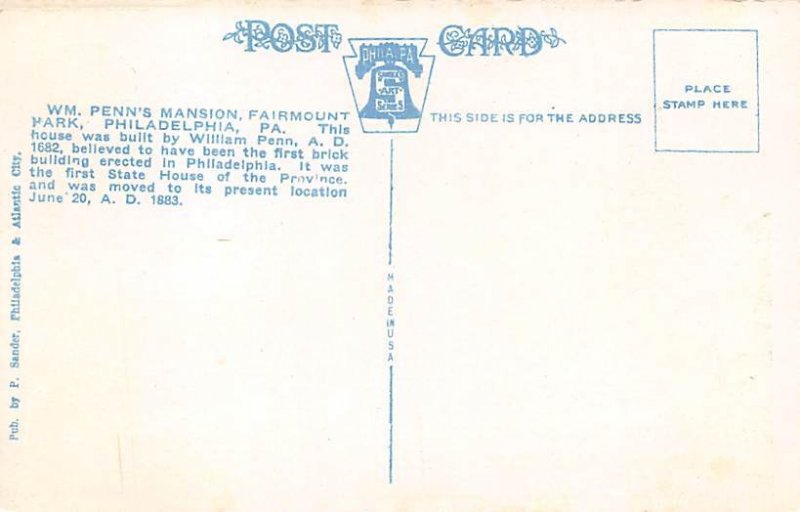 POST CARD
PHILA. PA.
SANDER'S
ART
THIS SIDE IS FOR THE ADDRESS
PLACE
STAMP HERE
WM. PENN'S MANSION, FAIRMOUNT
PARK, PHILADELPHIA, PA. This
house was built by William Penn, A. D.
1682, believed to have been the first brick
building erected in Philadelphia. It was
the first State House of the Province.
and was moved to its present location
June 20, A. D. 1883.
MADE IN USA
Pub. by P. Sander, Philadelphia & Atlantic City.